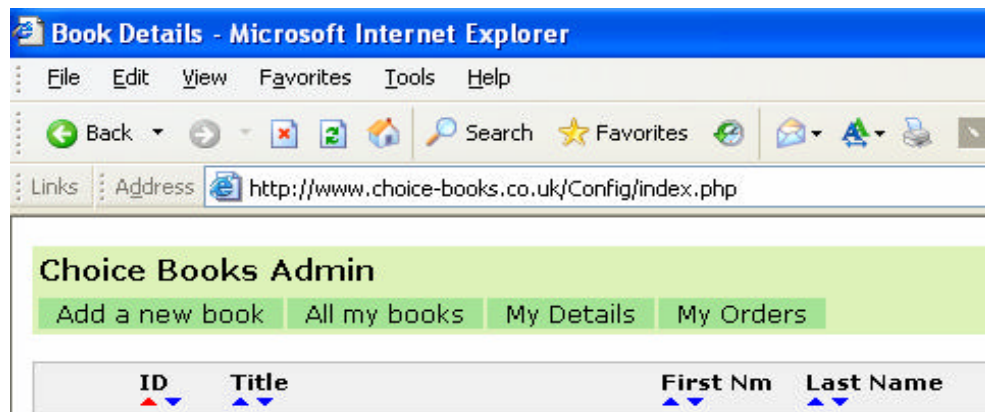 Book Details - Microsoft Internet Explorer
File Edit View Favorites Tools Help
Back Search Favorites
Links Address http://www.choice-books.co.uk/Config/index.php
Choice Books Admin
Add a new book All my books My Details My Orders
ID Title First Nm Last Name